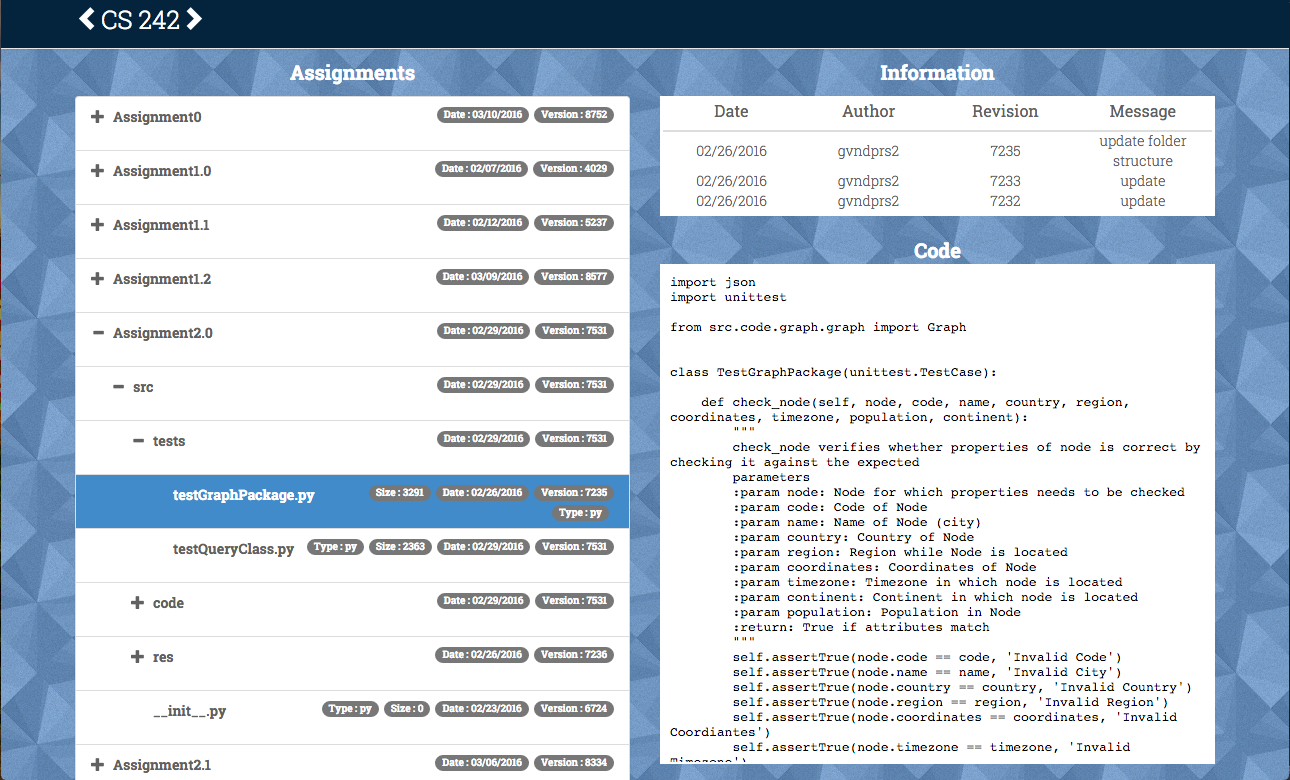 CS 242
Assignments
Assignment0 Date : 03/10/2016 Version : 8752
Assignment1.0 Date : 02/07/2016 Version : 4029
Assignment1.1 Date : 02/12/2016 Version : 5237
Assignment1.2 Date : 03/09/2016 Version : 8577
Assignment2.0 Date : 02/29/2016 Version : 7531
src Date : 02/29/2016 Version : 7531
tests Date : 02/29/2016 Version : 7531
testGraphPackage.py Size : 3291 Date : 02/26/2016 Version : 7235
Type : py
testQueryClass.py Type : py Size : 2363 Date : 02/29/2016 Version : 7531
code Date : 02/29/2016 Version : 7531
res Date : 02/26/2016 Version : 7236
__init__.py Type : py Size : 0 Date : 02/23/2016 Version : 6724
Assignment2.1 Date : 03/06/2016 Version : 8334
Information
Date Author Revision Message
02/26/2016 gvndprs2 7235 update folder
structure
02/26/2016 gvndprs2 7233 update
02/26/2016 gvndprs2 7232 update
Code
import json
import unittest
from src.code.graph.graph import Graph
class TestGraphPackage(unittest.TestCase):
def check_node(self, node, code, name, country, region,
coordinates, timezone, population, continent):
"""
check_node verifies whether properties of node is correct by
checking it against the expected
parameters
:param node: Node for which properties needs to be checked
:param code: Code of Node
:param name: Name of Node (city)
:param country: Country of Node
:param region: Region while Node is located
:param coordinates: Coordinates of Node
:param timezone: Timezone in which node is located
:param continent: Continent in which node is located
:param population: Population in Node
:return: True if attributes match
"""
self.assertTrue(node.code == code, 'Invalid Code')
self.assertTrue(node.name == name, 'Invalid City')
self.assertTrue(node.country == country, 'Invalid Country')
self.assertTrue(node.region == region, 'Invalid Region')
self.assertTrue(node.coordinates == coordinates, 'Invalid
Coordiantes')
self.assertTrue(node.timezone == timezone, 'Invalid
Timezone')